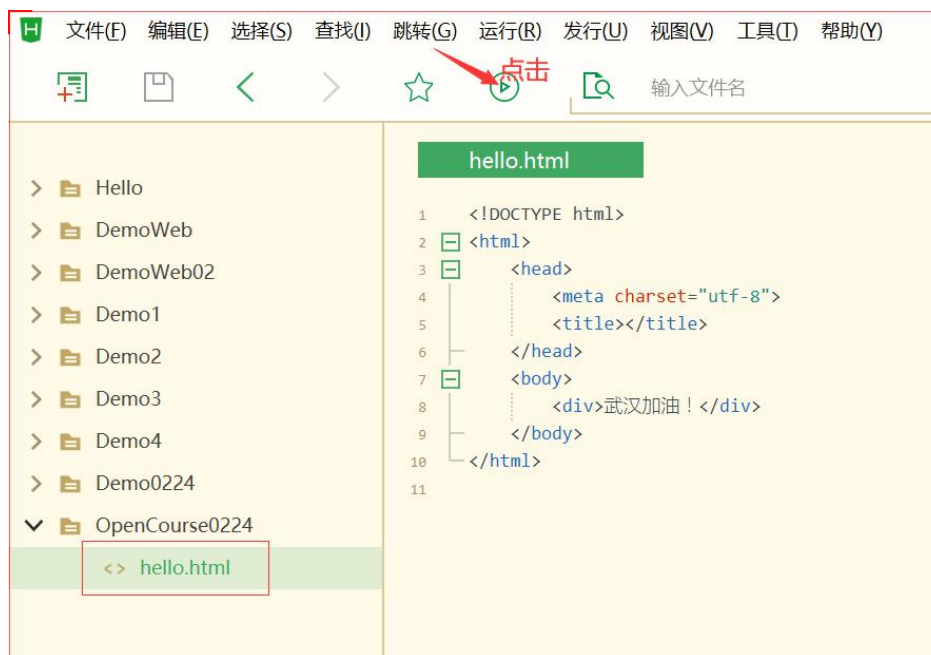 H 文件(F) 编辑(E) 选择(S) 查找(I) 跳转(G) 运行(R) 发行(U) 视图(V) 工具(T) 帮助(Y)
点击
输入文件名
Hello
DemoWeb
DemoWeb02
Demo1
Demo2
Demo3
Demo4
Demo0224
OpenCourse0224
<> hello.html
hello.html
1 <!DOCTYPE html>
2 <html>
3 <head>
4 <meta charset="utf-8">
5 <title></title>
6 </head>
7 <body>
8 <div>武汉加油！</div>
9 </body>
10 </html>
11